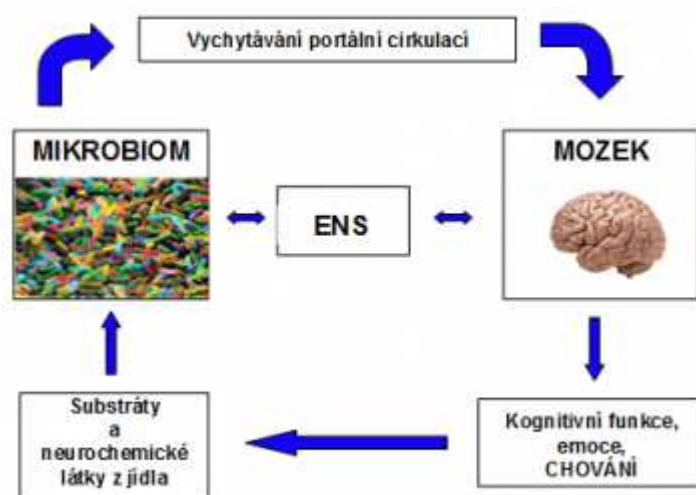 Vychytávání portální cirkulací
MIKROBIOM
MOZEK
ENS
Substráty
a
neurochemické
látky z jídla
Kognitivní funkce,
emoce,
CHOVÁNÍ